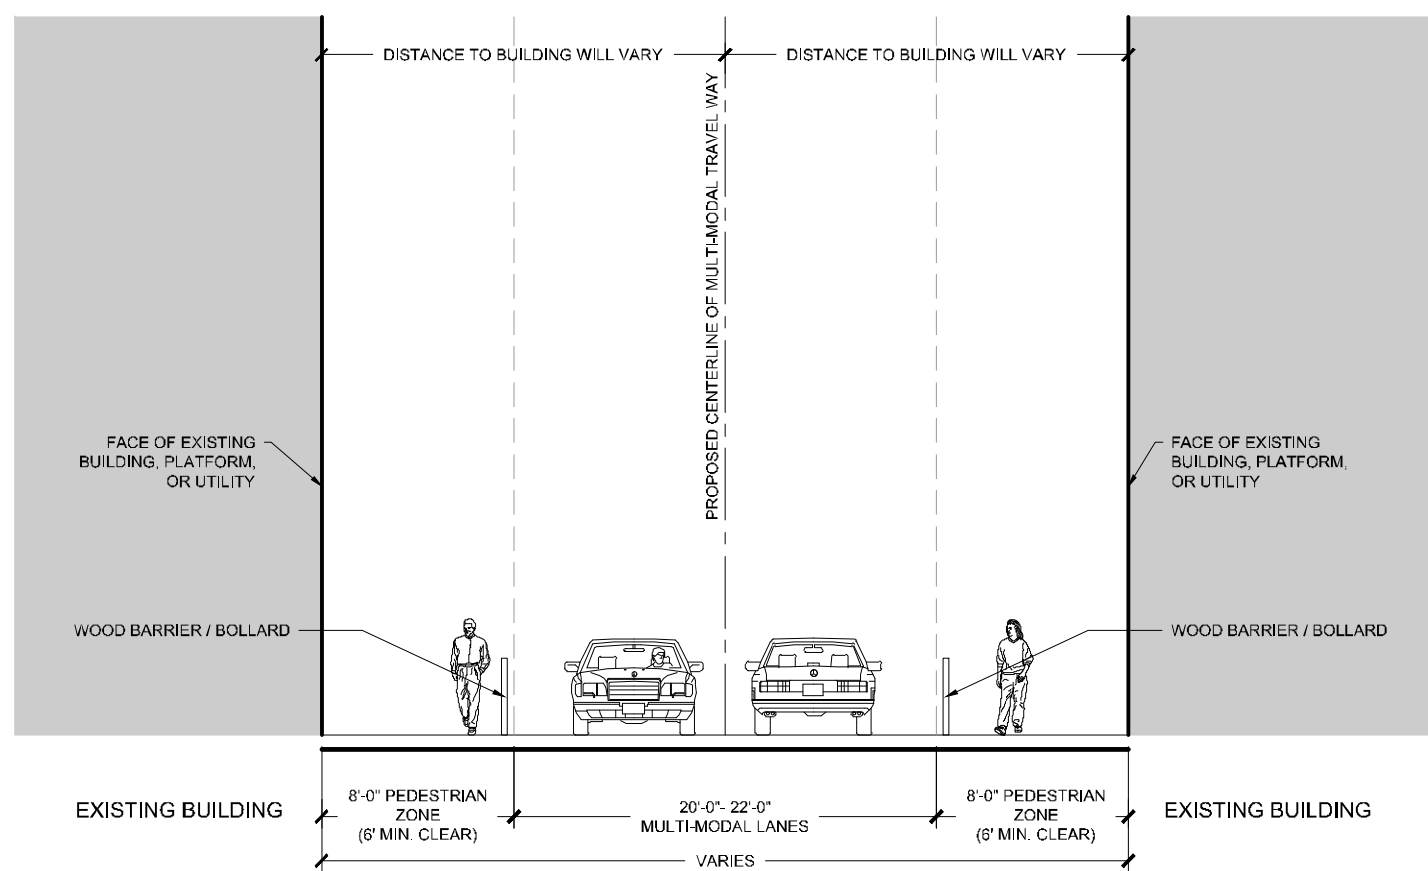 DISTANCE TO BUILDING WILL VARY
DISTANCE TO BUILDING WILL VARY
PROPOSED CENTERLINE OF MULTI-MODAL TRAVEL WAY
FACE OF EXISTING
BUILDING, PLATFORM,
OR UTILITY
FACE OF EXISTING
BUILDING, PLATFORM,
OR UTILITY
WOOD BARRIER / BOLLARD
WOOD BARRIER / BOLLARD
EXISTING BUILDING
8'-0" PEDESTRIAN
ZONE
(6' MIN. CLEAR)
20'-0"- 22'-0"
MULTI-MODAL LANES
8'-0" PEDESTRIAN
ZONE
(6' MIN. CLEAR)
EXISTING BUILDING
VARIES